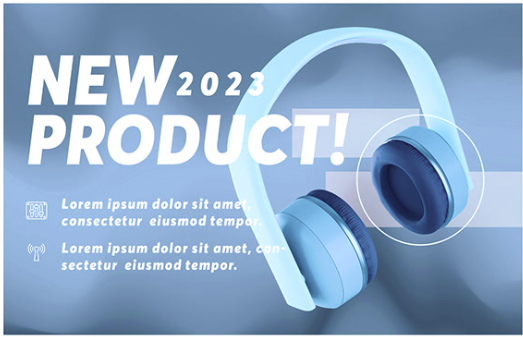 NEW 2023
PRODUCT!
Lorem ipsum dolor sit amet,
consectetur eiusmod tempor.
Lorem ipsum dolor sit amet, con-
sectetur eiusmod tempor.